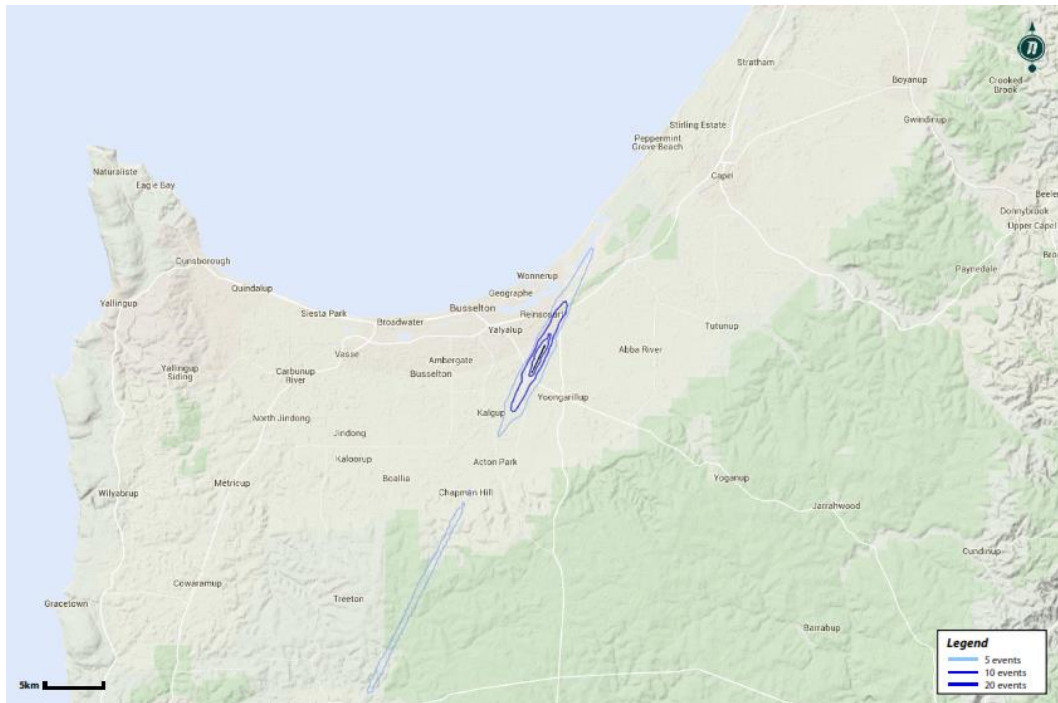 Stratham
Boyanup
Crooked
Brook
Gwindinup
Stirling Estate
Peppermint
Grove Beach
Capel
Naturaliste
Eagle Bay
Donnybrook
Upper Capel
Dunsborough
Quindalup
Yallingup
Wonnerup
Geographe
Busselton
Reinscourt
Siesta Park
Broadwater
Yalyalup
Vasse
Paynedale
Tutunup
Abba River
Ambergate
Busselton
Yallingup
Siding
Carbunup
River
Yoongarillup
Kalgup
North Jindong
Jindong
Kaloorup
Acton Park
Boallia
Metricup
Wilyabrup
Chapman Hill
Yoganup
Jarrahwood
Cundinup
Cowaramup
Treeton
Gracetown
Barrabup
5km
Legend
5 events
10 events
20 events